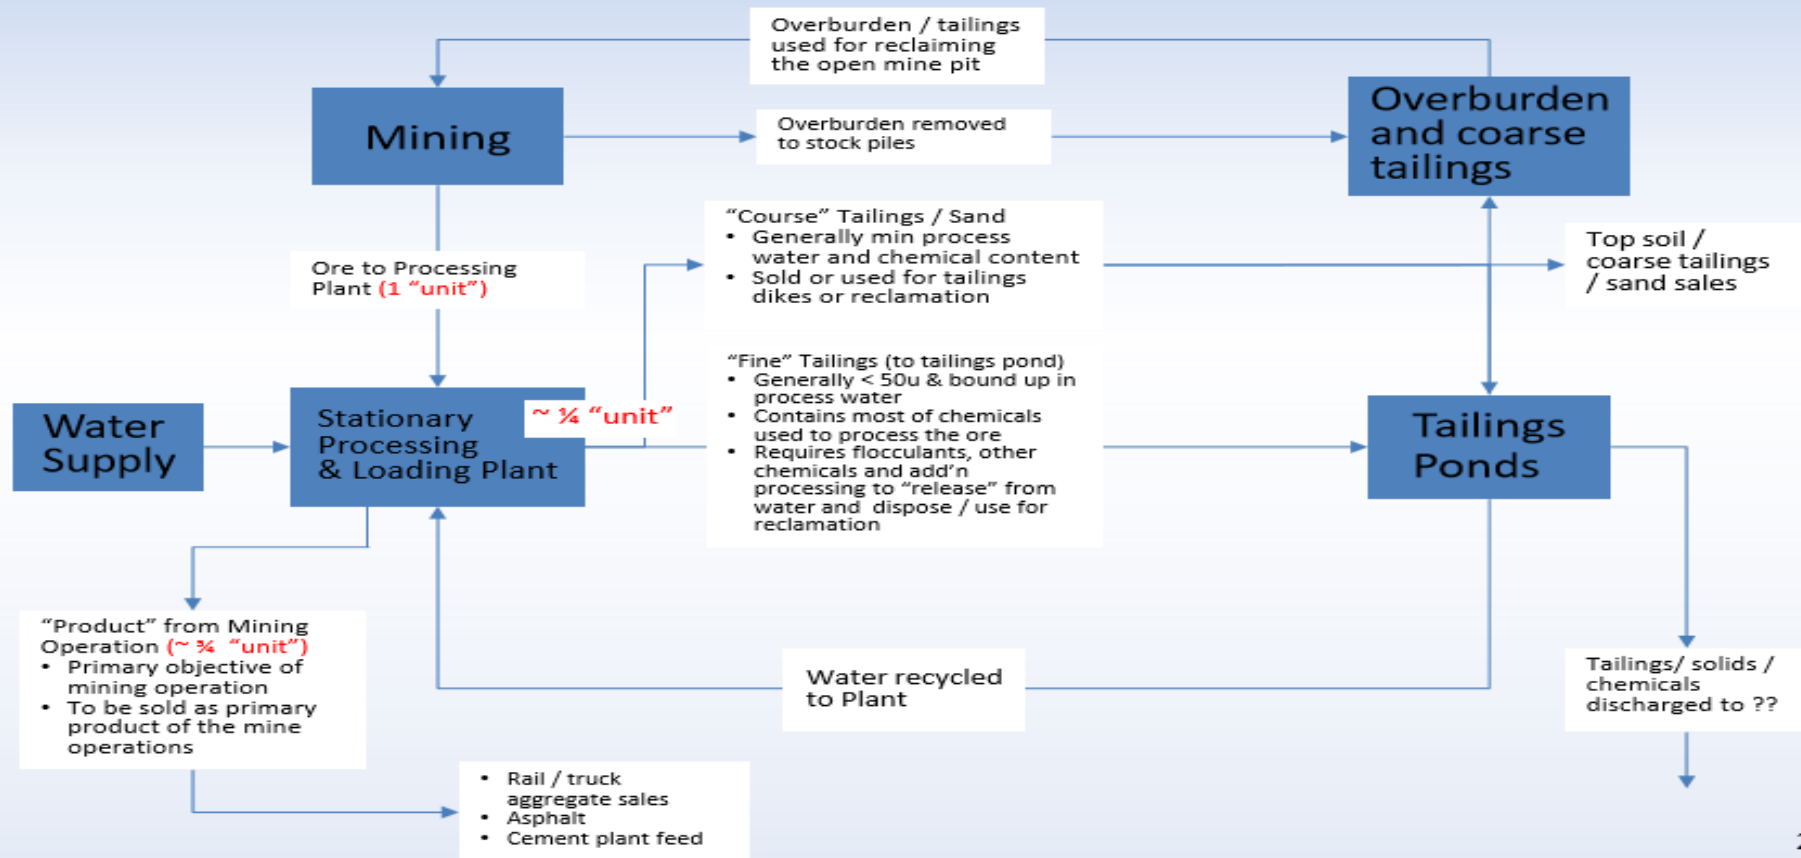 Overburden / tailings
used for reclaiming
the open mine pit
Mining
Overburden removed
to stock piles
Overburden
and coarse
tailings
"Course" Tailings / Sand
• Generally min process
water and chemical content
• Sold or used for tailings
dikes or reclamation
Top soil /
coarse tailings
/ sand sales
Ore to Processing
Plant (1 "unit")
"Fine" Tailings (to tailings pond)
• Generally < 50u & bound up in
process water
• Contains most of chemicals
used to process the ore
• Requires flocculants, other
chemicals and add'n
processing to "release" from
water and dispose / use for
reclamation
Water
Supply
Stationary
Processing
& Loading Plant
~ ¼ "unit"
Tailings
Ponds
"Product" from Mining
Operation (~ ¾ "unit")
• Primary objective of
mining operation
• To be sold as primary
product of the mine
operations
Water recycled
to Plant
Tailings/ solids /
chemicals
discharged to ??
• Rail / truck
aggregate sales
• Asphalt
• Cement plant feed